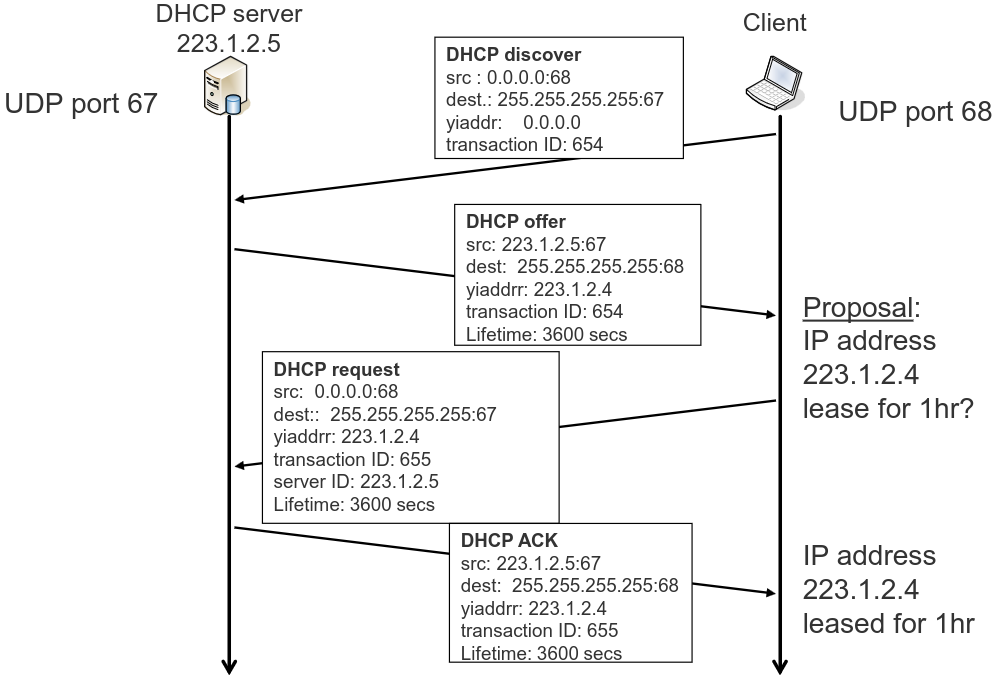 DHCP server
223.1.2.5
Client
UDP port 67
UDP port 68
DHCP discover
src : 0.0.0.0:68
dest.: 255.255.255.255:67
yiaddr:    0.0.0.0
transaction ID: 654
DHCP offer
src: 223.1.2.5:67
dest:  255.255.255.255:68
yiaddrr: 223.1.2.4
transaction ID: 654
Lifetime: 3600 secs
Proposal:
IP address
223.1.2.4
lease for 1hr?
DHCP request
src:  0.0.0.0:68
dest::  255.255.255.255:67
yiaddrr: 223.1.2.4
transaction ID: 655
server ID: 223.1.2.5
Lifetime: 3600 secs
DHCP ACK
src: 223.1.2.5:67
dest:  255.255.255.255:68
yiaddrr: 223.1.2.4
transaction ID: 655
Lifetime: 3600 secs
IP address
223.1.2.4
leased for 1hr